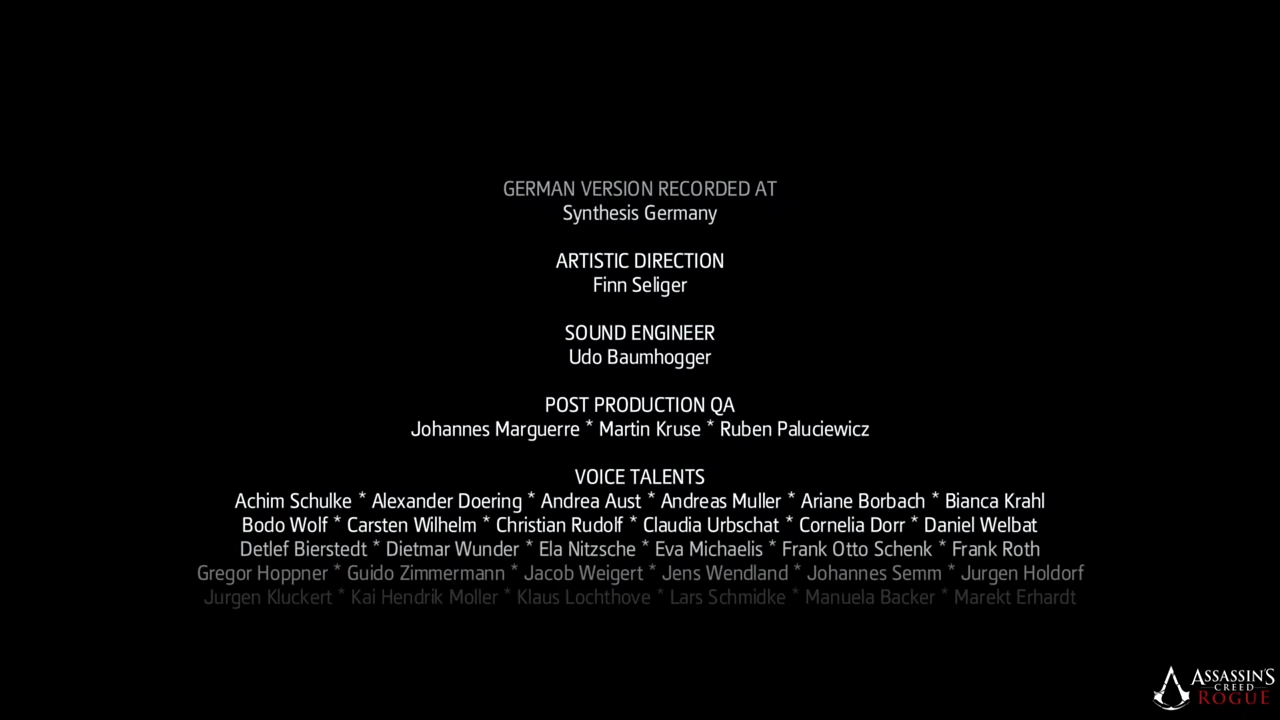 GERMAN VERSION RECORDED AT
Synthesis Germany
ARTISTIC DIRECTION
Finn Seliger
SOUND ENGINEER
Udo Baumhogger
POST PRODUCTION QA
Johannes Marguerre * Martin Kruse * Ruben Paluciewicz
VOICE TALENTS
Achim Schulke * Alexander Doering * Andrea Aust * Andreas Muller * Ariane Borbach * Bianca Krahl
Bodo Wolf * Carsten Wilhelm * Christian Rudolf * Claudia Urbschat * Cornelia Dorr * Daniel Welbat
Detlef Bierstedt * Dietmar Wunder * Ela Nitzsche * Eva Michaelis * Frank Otto Schenk * Frank Roth
Gregor Hoppner * Guido Zimmermann * Jacob Weigert * Jens Wendland * Johannes Semm * Jurgen Holdorf
Jurgen Kluckert * Kai Hendrik Moller * Klaus Lochthove * Lars Schmidke * Manuela Backer * Marekt Erhardt
ASSASSIN'S
CREED
ROGUE